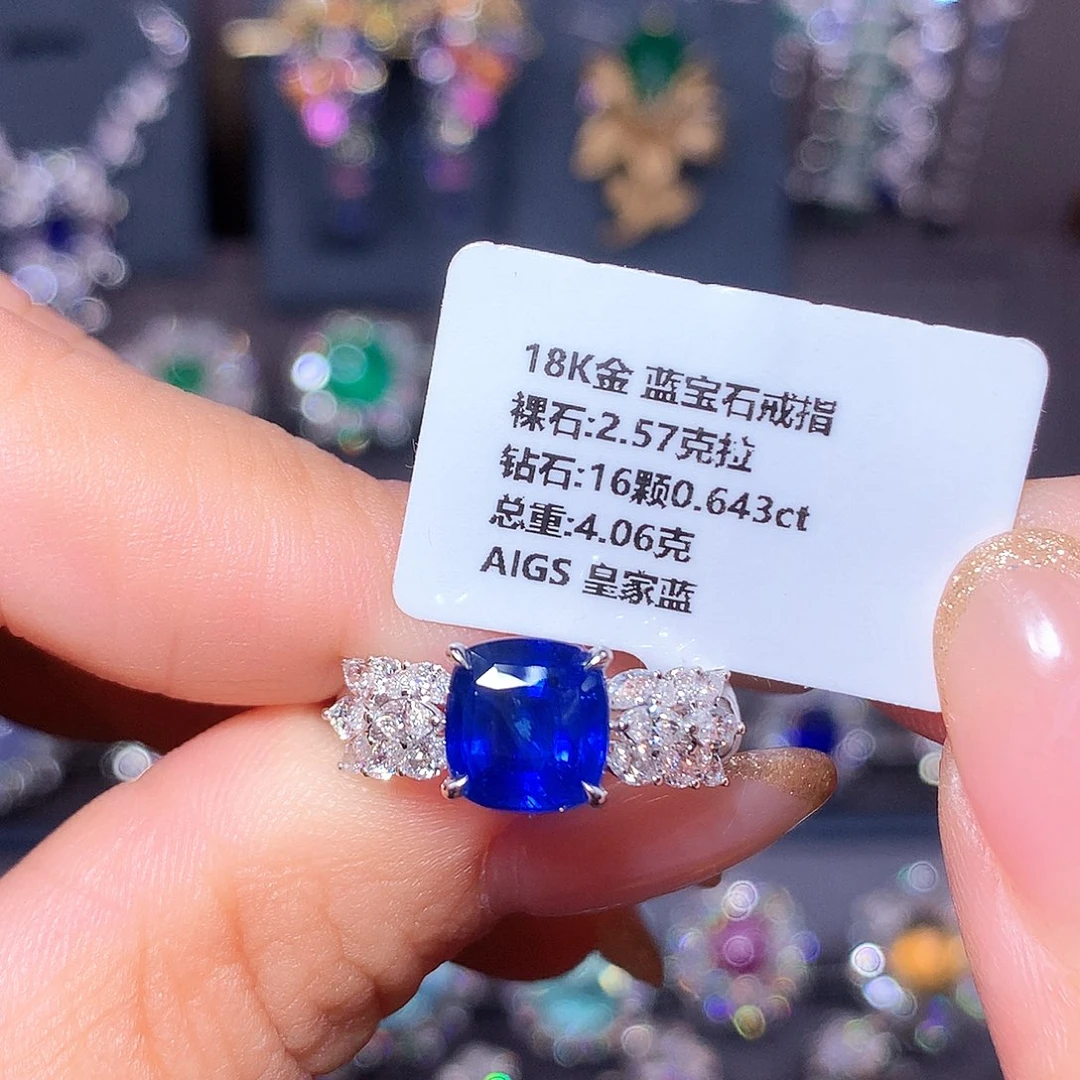 18K金 蓝宝石戒指
裸石:2.57克拉
钻石:16颗0.643ct
总重:4.06克
AIGS 皇家蓝